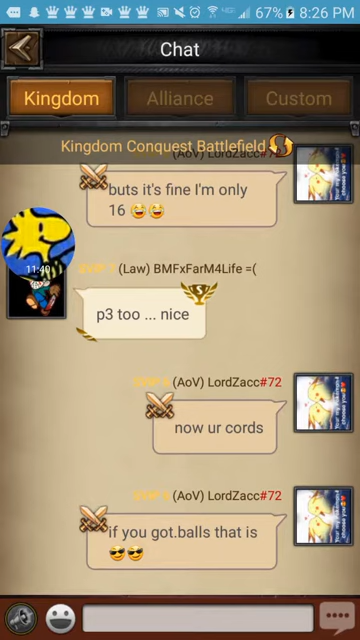 67% 8:26 PM
Chat
Kingdom
Alliance
Custom
Kingdom Conquest Battlefield
(AoV) LordZacc#72
buts it's fine I'm only
16 😅😅
11:40
(Law) BMFxFarM4Life =(
p3 too ... nice
(AoV) LordZacc#72
now ur cords
(AoV) LordZacc#72
if you got.balls that is
😎😎